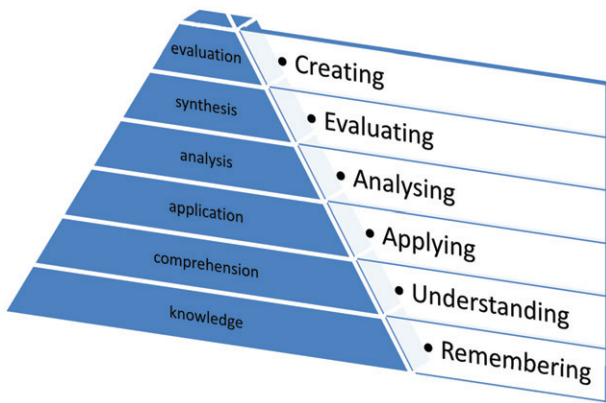 evaluation
• Creating
synthesis
• Evaluating
analysis
• Analysing
application
• Applying
comprehension
• Understanding
knowledge
• Remembering